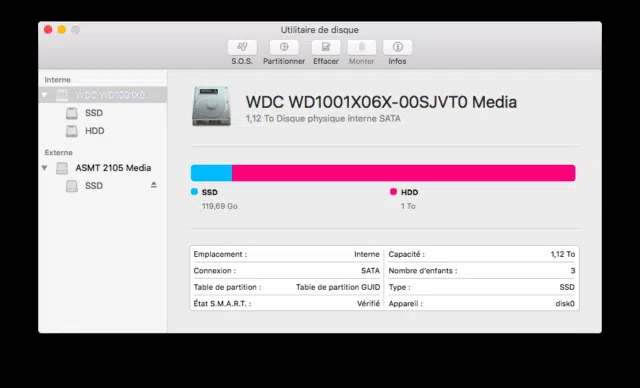 Utilitaire de disque
S.O.S. Partitionner Effacer Monter Infos
Interne
WDC WD1001X0...
SSD
HDD
Externe
ASMT 2105 Media
SSD
WDC WD1001X06X-00SJVT0 Media
1,12 To Disque physique interne SATA
SSD
119,69 Go
HDD
1 To
Emplacement : Interne
Connexion : SATA
Table de partition : Table de partition GUID
État S.M.A.R.T. : Vérifié
Capacité : 1,12 To
Nombre d'enfants : 3
Type : SSD
Appareil : disk0